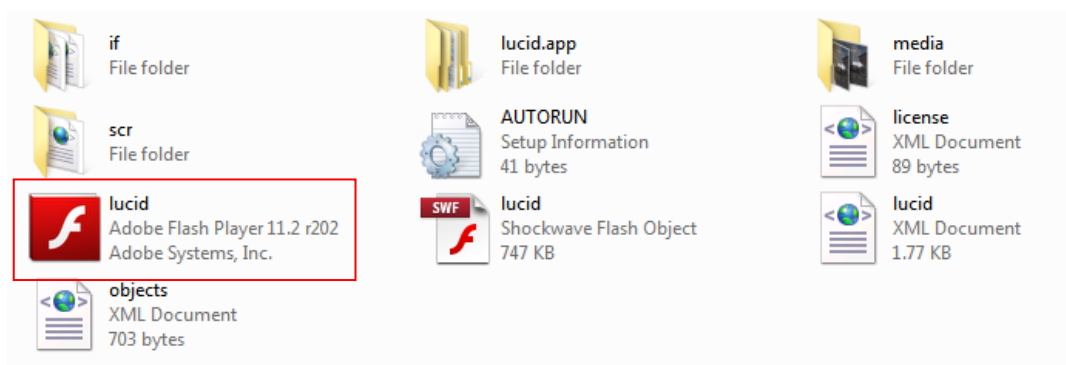 if
File folder
lucid.app
File folder
media
File folder
scr
File folder
AUTORUN
Setup Information
41 bytes
license
XML Document
89 bytes
lucid
Adobe Flash Player 11.2 r202
Adobe Systems, Inc.
SWF
lucid
Shockwave Flash Object
747 KB
lucid
XML Document
1.77 KB
objects
XML Document
703 bytes